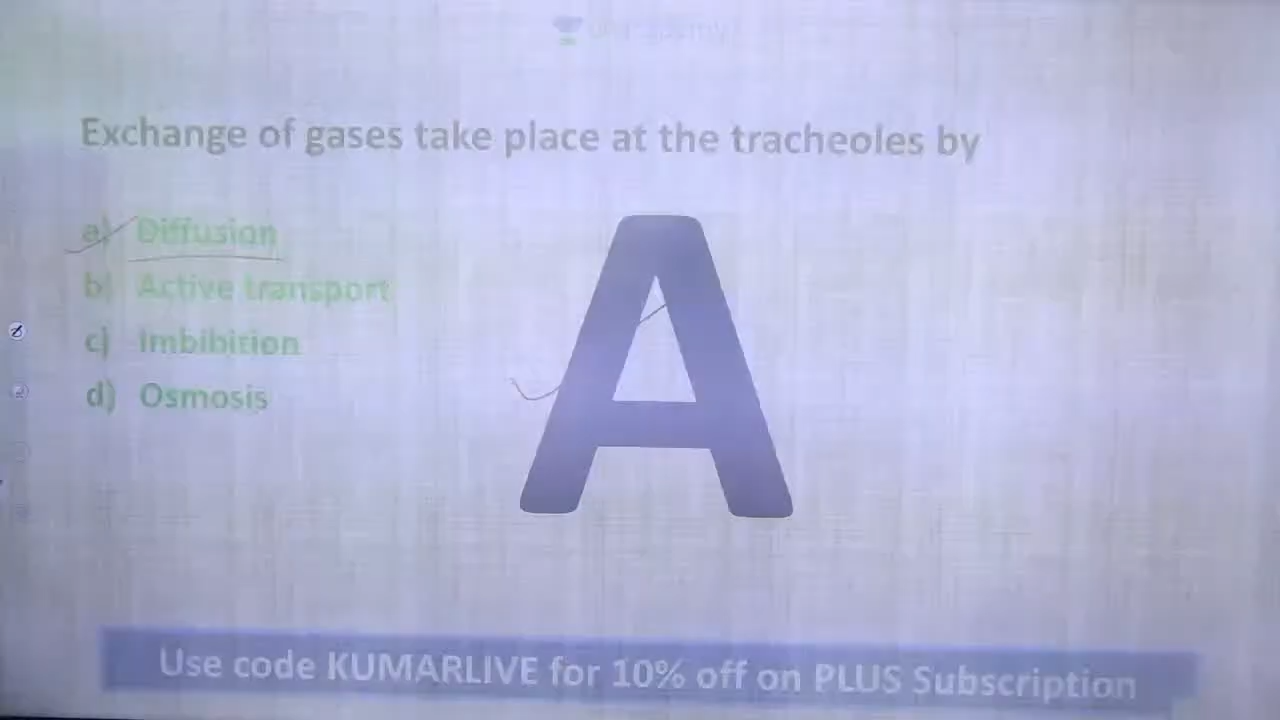 Exchange of gases take place at the tracheoles by
a) Diffusion
b) Active transport
c) Imbibition
d) Osmosis
A
Use code KUMARLIVE for 10% off on PLUS Subscription